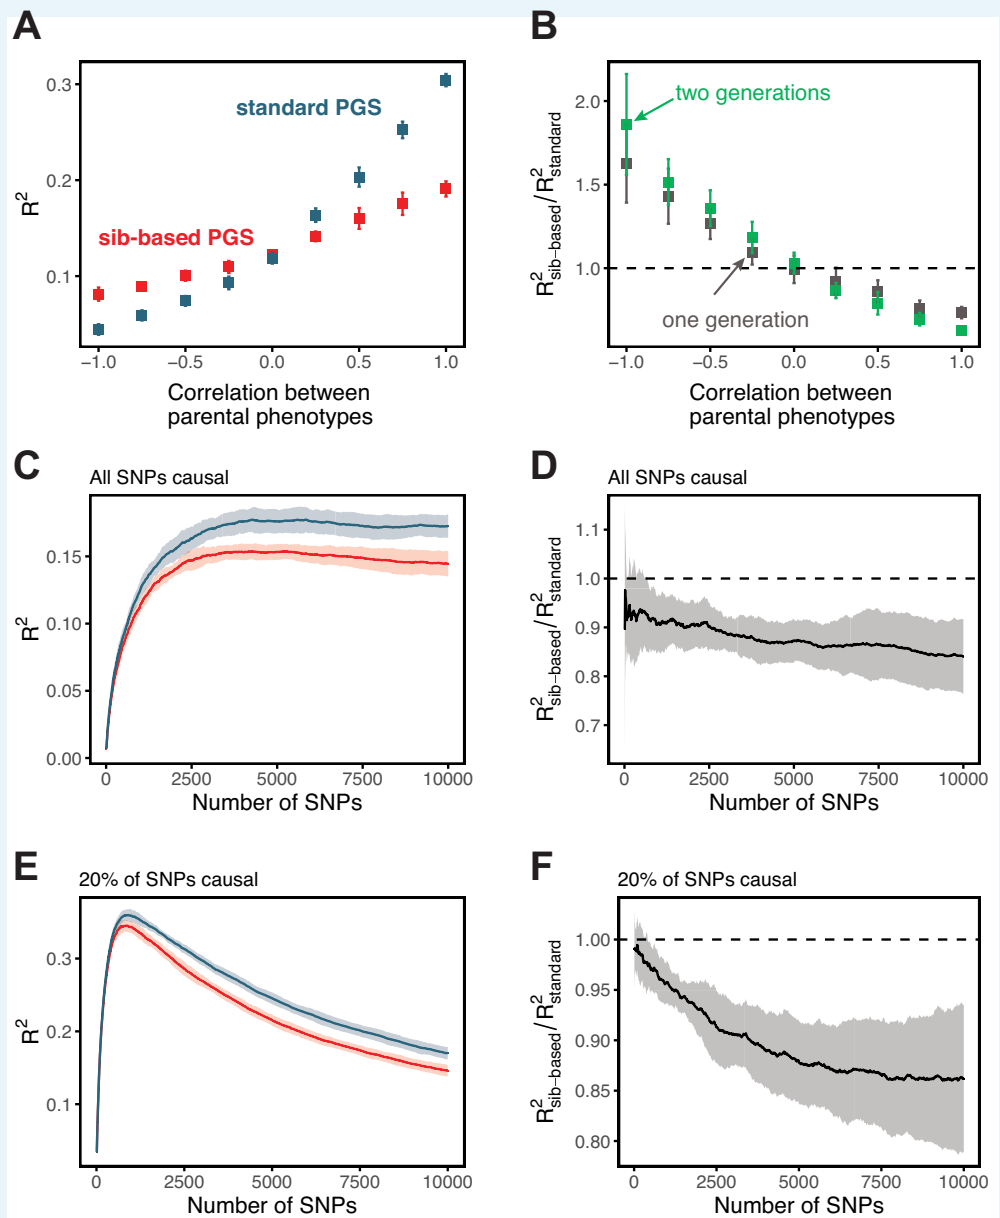 A
R²
0.3
0.2
0.1
standard PGS
sib-based PGS
−1.0
−0.5
0.0
0.5
1.0
Correlation between
parental phenotypes
B
R²sib−based/R²standard
2.0
1.5
1.0
two generations
one generation
−1.0
−0.5
0.0
0.5
1.0
Correlation between
parental phenotypes
C
All SNPs causal
R²
0.15
0.10
0.05
0.00
0
2500
5000
7500
10000
Number of SNPs
D
All SNPs causal
R²sib−based/R²standard
1.1
1.0
0.9
0.8
0.7
0
2500
5000
7500
10000
Number of SNPs
E
20% of SNPs causal
R²
0.3
0.2
0.1
0
2500
5000
7500
10000
Number of SNPs
F
20% of SNPs causal
R²sib−based/R²standard
1.00
0.95
0.90
0.85
0.80
0
2500
5000
7500
10000
Number of SNPs